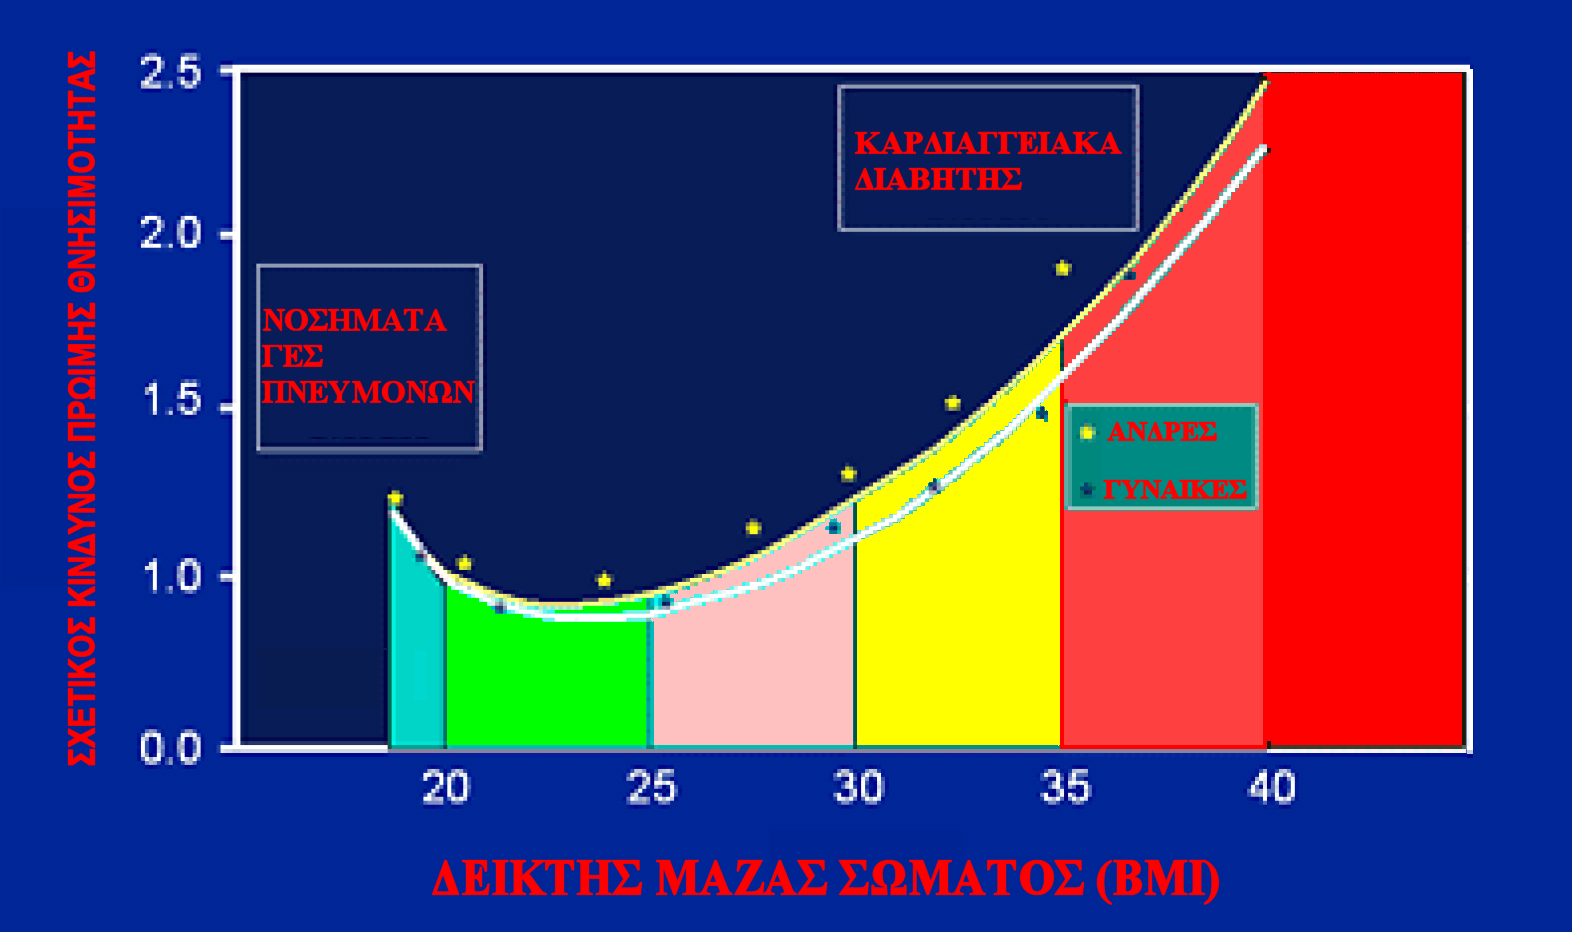 ΣΧΕΤΙΚΟΣ ΚΙΝΔΥΝΟΣ ΠΡΩΙΜΗΣ ΘΝΗΣΙΜΟΤΗΤΑΣ
2.5
2.0
1.5
1.0
0.0
ΝΟΣΗΜΑΤΑ
ΓΕΣ
ΠΝΕΥΜΟΝΩΝ
ΚΑΡΔΙΑΓΓΕΙΑΚΑ
ΔΙΑΒΗΤΗΣ
ΑΝΔΡΕΣ
ΓΥΝΑΙΚΕΣ
20 25 30 35 40
ΔΕΙΚΤΗΣ ΜΑΖΑΣ ΣΩΜΑΤΟΣ (BMI)